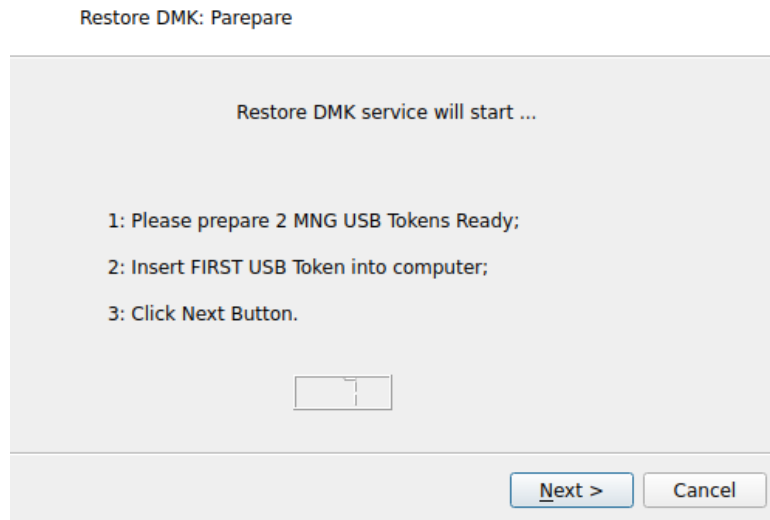 Restore DMK: Parepare
Restore DMK service will start ...
1: Please prepare 2 MNG USB Tokens Ready;
2: Insert FIRST USB Token into computer;
3: Click Next Button.
Next >
Cancel